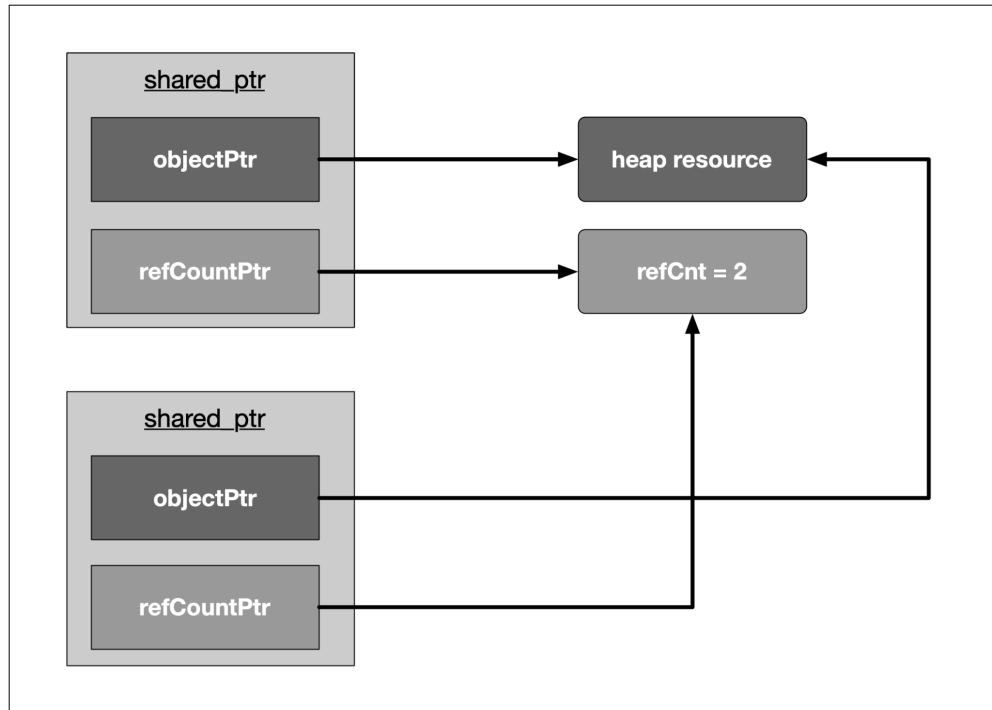 shared_ptr
objectPtr
heap resource
refCountPtr
refCnt = 2
shared_ptr
objectPtr
refCountPtr